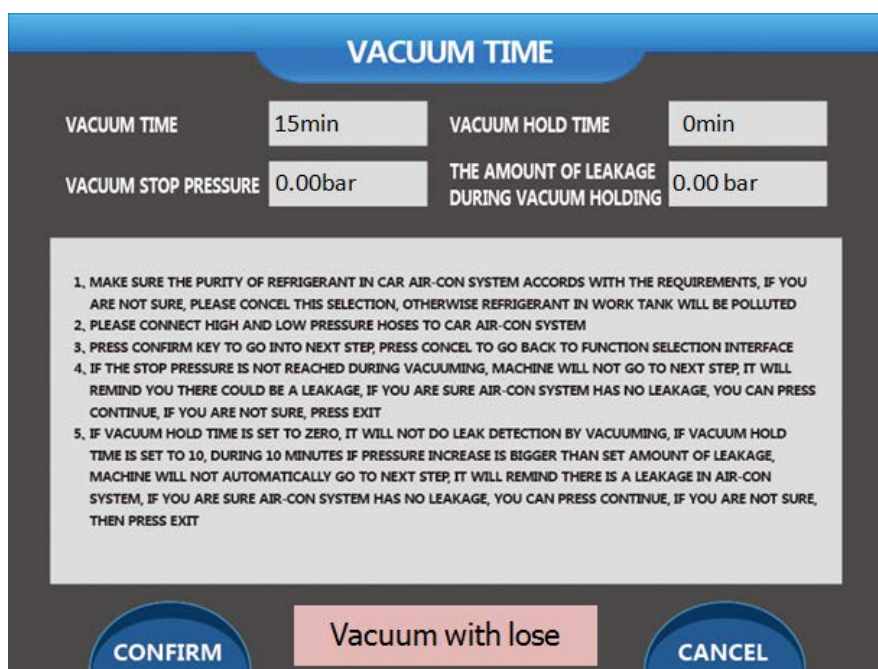 VACUUM TIME
VACUUM TIME 15min VACUUM HOLD TIME 0min
VACUUM STOP PRESSURE 0.00bar THE AMOUNT OF LEAKAGE DURING VACUUM HOLDING 0.00 bar
1. MAKE SURE THE PURITY OF REFRIGERANT IN CAR AIR-CON SYSTEM ACCORDS WITH THE REQUIREMENTS, IF YOU
ARE NOT SURE, PLEASE CONCEL THIS SELECTION, OTHERWISE REFRIGERANT IN WORK TANK WILL BE POLLUTED
2. PLEASE CONNECT HIGH AND LOW PRESSURE HOSES TO CAR AIR-CON SYSTEM
3. PRESS CONFIRM KEY TO GO INTO NEXT STEP, PRESS CONCEL TO GO BACK TO FUNCTION SELECTION INTERFACE
4. IF THE STOP PRESSURE IS NOT REACHED DURING VACUUMING, MACHINE WILL NOT GO TO NEXT STEP, IT WILL
REMIND YOU THERE COULD BE A LEAKAGE, IF YOU ARE SURE AIR-CON SYSTEM HAS NO LEAKAGE, YOU CAN PRESS
CONTINUE, IF YOU ARE NOT SURE, PRESS EXIT
5. IF VACUUM HOLD TIME IS SET TO ZERO, IT WILL NOT DO LEAK DETECTION BY VACUUMING, IF VACUUM HOLD
TIME IS SET TO 10, DURING 10 MINUTES IF PRESSURE INCREASE IS BIGGER THAN SET AMOUNT OF LEAKAGE,
MACHINE WILL NOT AUTOMATICALLY GO TO NEXT STEP, IT WILL REMIND THERE IS A LEAKAGE IN AIR-CON
SYSTEM, IF YOU ARE SURE AIR-CON SYSTEM HAS NO LEAKAGE, YOU CAN PRESS CONTINUE, IF YOU ARE NOT SURE,
THEN PRESS EXIT
CONFIRM Vacuum with lose CANCEL